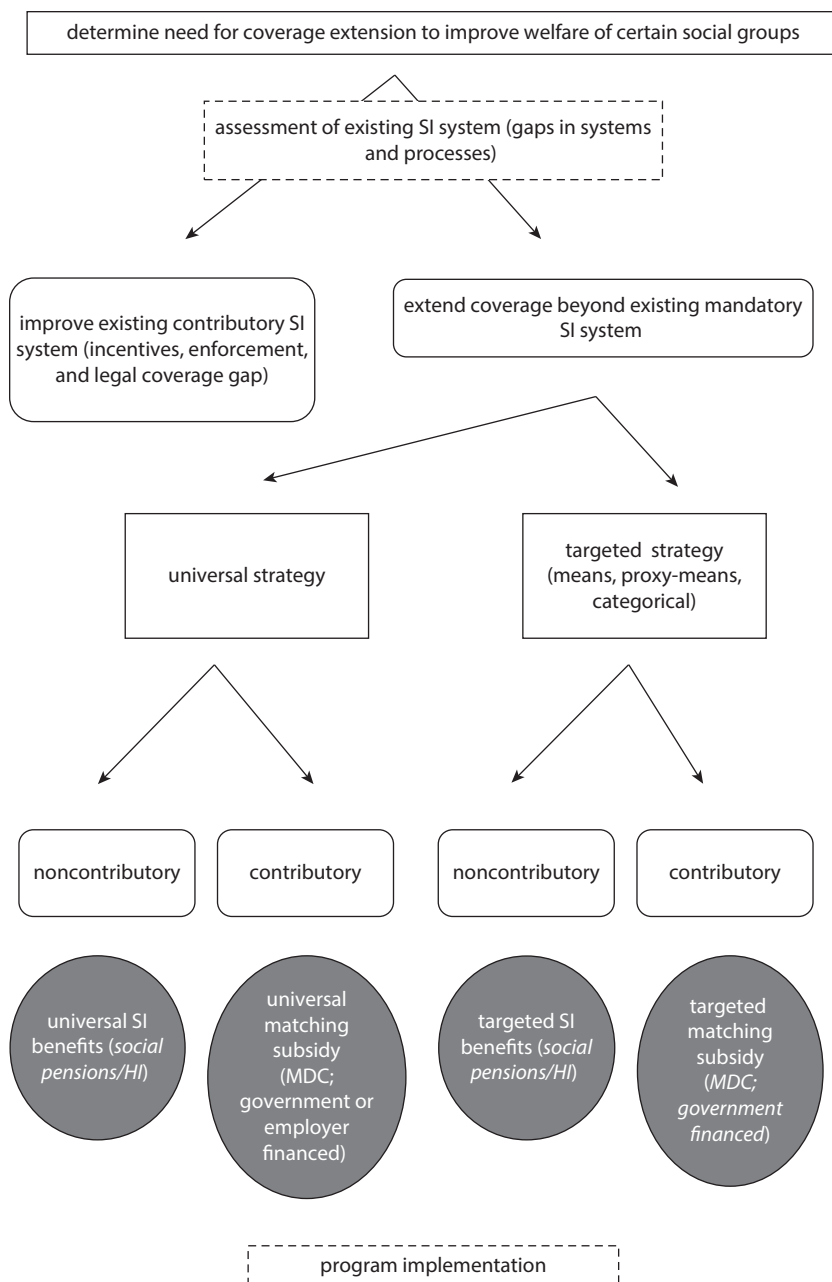 determine need for coverage extension to improve welfare of certain social groups
assessment of existing SI system (gaps in systems
and processes)
improve existing contributory SI
system (incentives, enforcement,
and legal coverage gap)
extend coverage beyond existing mandatory
SI system
universal strategy
targeted strategy
(means, proxy-means,
categorical)
noncontributory
contributory
noncontributory
contributory
universal SI
benefits (social
pensions/HI)
universal
matching
subsidy
(MDC;
government or
employer
financed)
targeted SI
benefits (social
pensions/HI)
targeted
matching
subsidy
(MDC;
government
financed)
program implementation